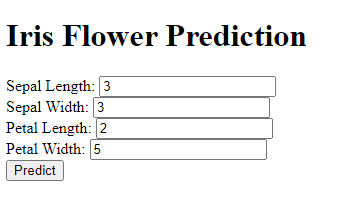 Iris Flower Prediction
Sepal Length: 3
Sepal Width: 3
Petal Length: 2
Petal Width: 5
Predict